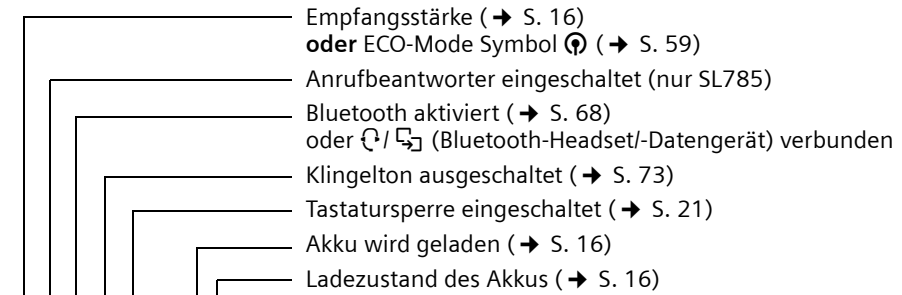 Empfangsstärke ( ➔ S. 16)
oder ECO-Mode Symbol ( ➔ S. 59)
Anrufbeantworter eingeschaltet (nur SL785)
Bluetooth aktiviert ( ➔ S. 68)
oder / (Bluetooth-Headset/-Datengerät) verbunden
Klingelton ausgeschaltet ( ➔ S. 73)
Tastatursperre eingeschaltet ( ➔ S. 21)
Akku wird geladen ( ➔ S. 16)
Ladezustand des Akkus ( ➔ S. 16)